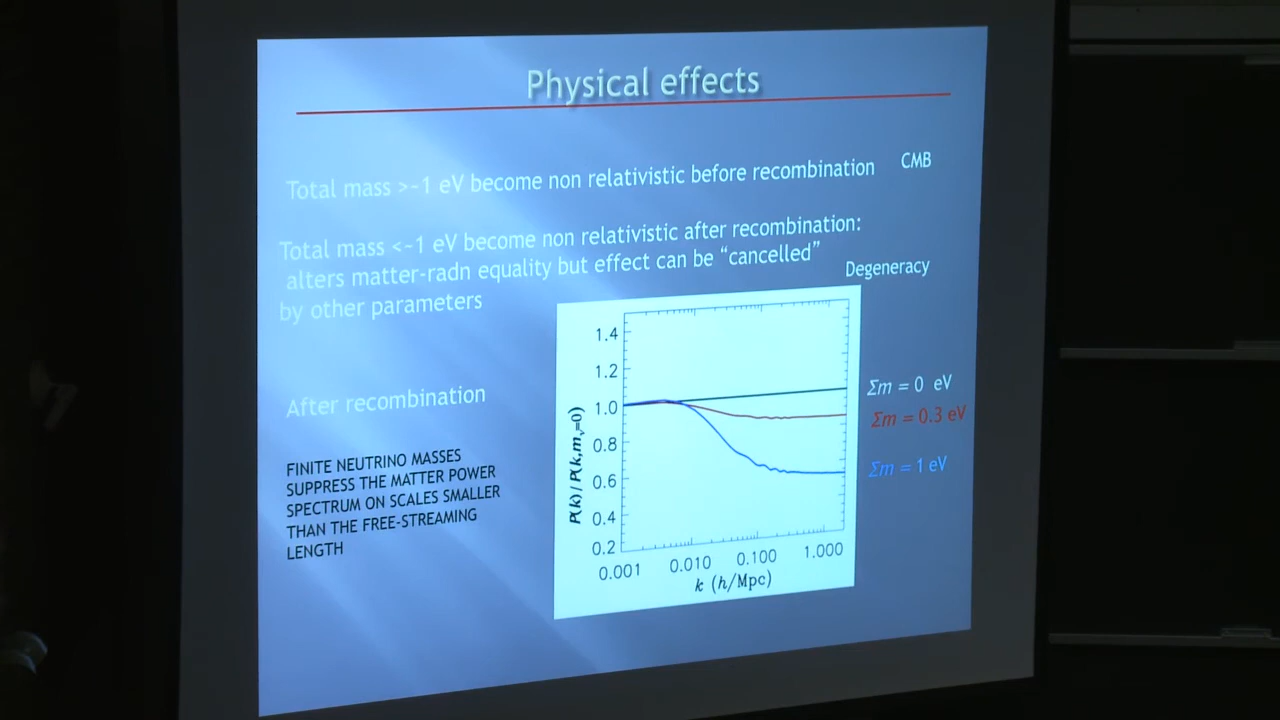 Physical effects
Total mass >~1 eV become non relativistic before recombination CMB
Total mass <~1 eV become non relativistic after recombination:
alters matter-radn equality but effect can be “cancelled”
by other parameters
Degeneracy
After recombination
FINITE NEUTRINO MASSES
SUPPRESS THE MATTER POWER
SPECTRUM ON SCALES SMALLER
THAN THE FREE-STREAMING
LENGTH
P(k) / P(k,mᵥ=0)
1.4
1.2
1.0
0.8
0.6
0.4
0.2
0.001 0.010 0.100 1.000
k (h/Mpc)
Σm = 0 eV
Σm = 0.3 eV
Σm = 1 eV